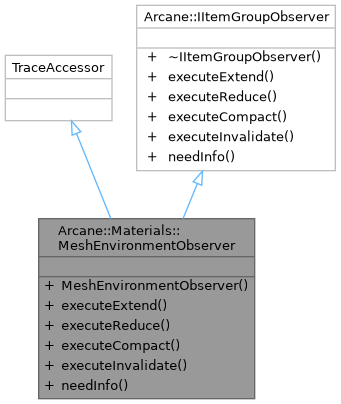 Arcane::IItemGroupObserver
+ ~IItemGroupObserver()
+ executeExtend()
+ executeReduce()
+ executeCompact()
+ executeInvalidate()
+ needInfo()
TraceAccessor
Arcane::Materials::
MeshEnvironmentObserver
+ MeshEnvironmentObserver()
+ executeExtend()
+ executeReduce()
+ executeCompact()
+ executeInvalidate()
+ needInfo()